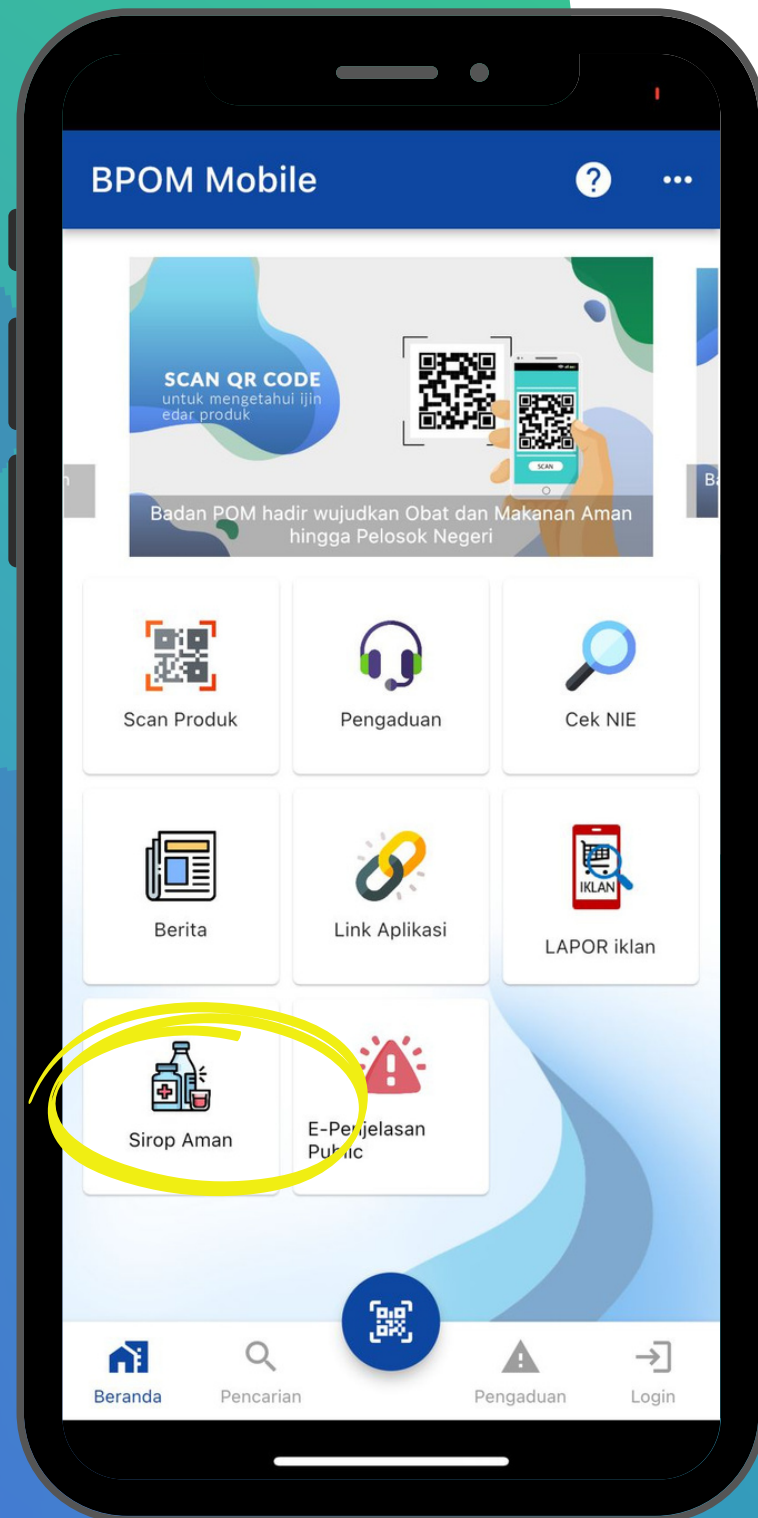 BPOM Mobile
SCAN QR CODE
untuk mengetahui ijin
edar produk
SCAN
Badan POM hadir wujudkan Obat dan Makanan Aman
hingga Pelosok Negeri
Scan Produk
Pengaduan
Cek NIE
Berita
Link Aplikasi
IKLAN
LAPOR iklan
Sirop Aman
E-Penjelasan
Public
Beranda
Pencarian
Pengaduan
Login